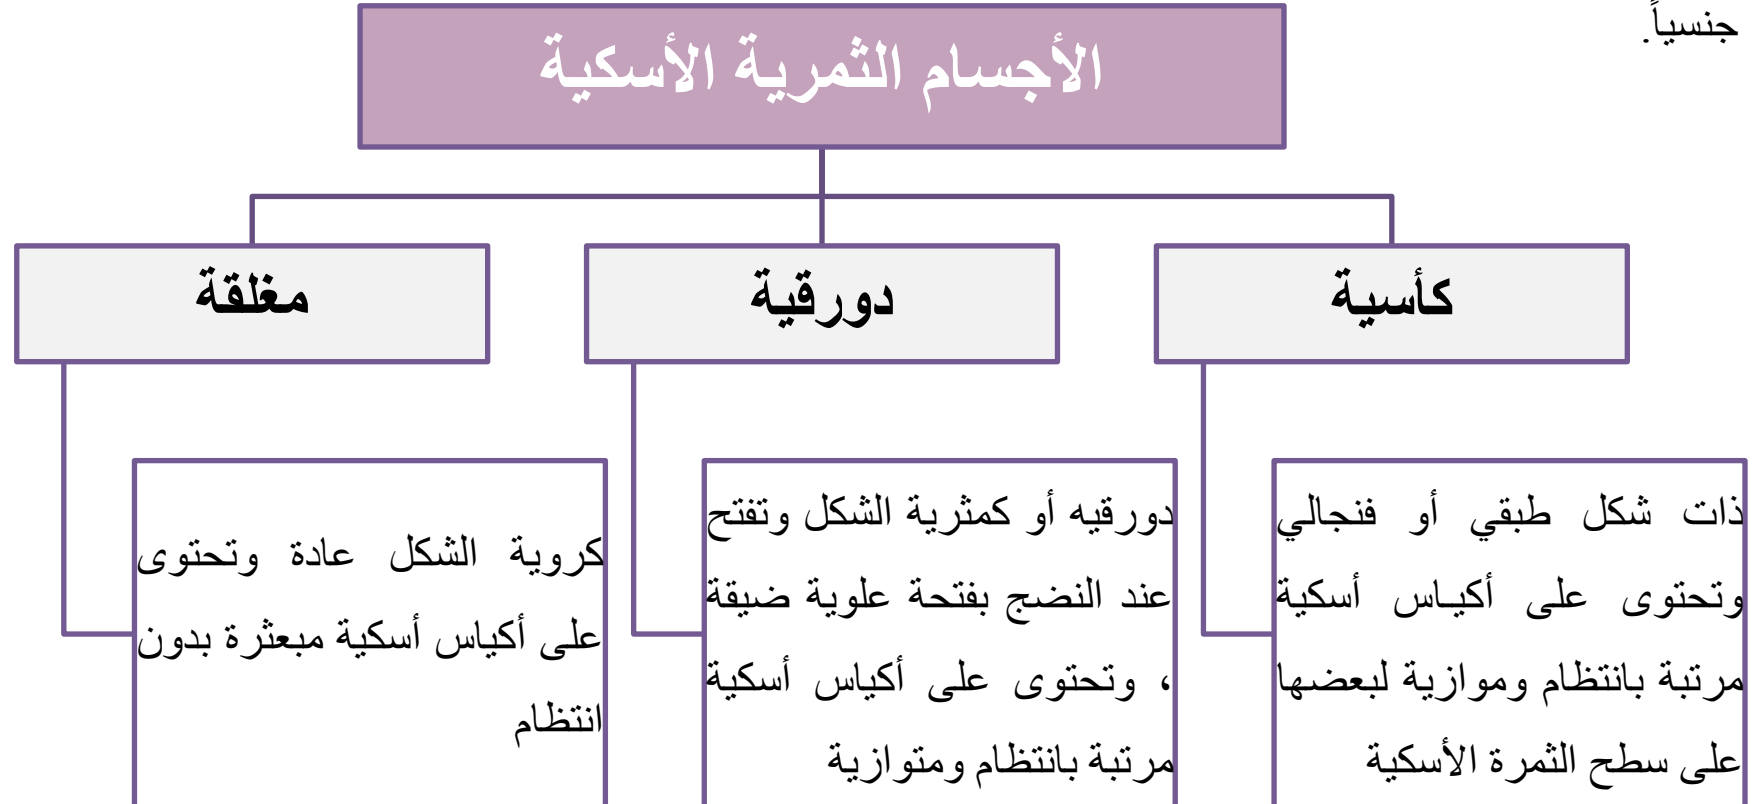 جنسياً.
الأجسام الثمرية الأسكية
كأسية
دورقية
مغلقة
ذات شكل طبقي أو فنجالي
وتحتوى على أكياس أسكية
مرتبة بانتظام وموازية لبعضها
على سطح الثمرة الأسكية
دورقيه أو كمثرية الشكل وتفتح
عند النضج بفتحة علوية ضيقة
، وتحتوى على أكياس أسكية
مرتبة بانتظام ومتوازية
كروية الشكل عادة وتحتوى
على أكياس أسكية مبعثرة بدون
انتظام